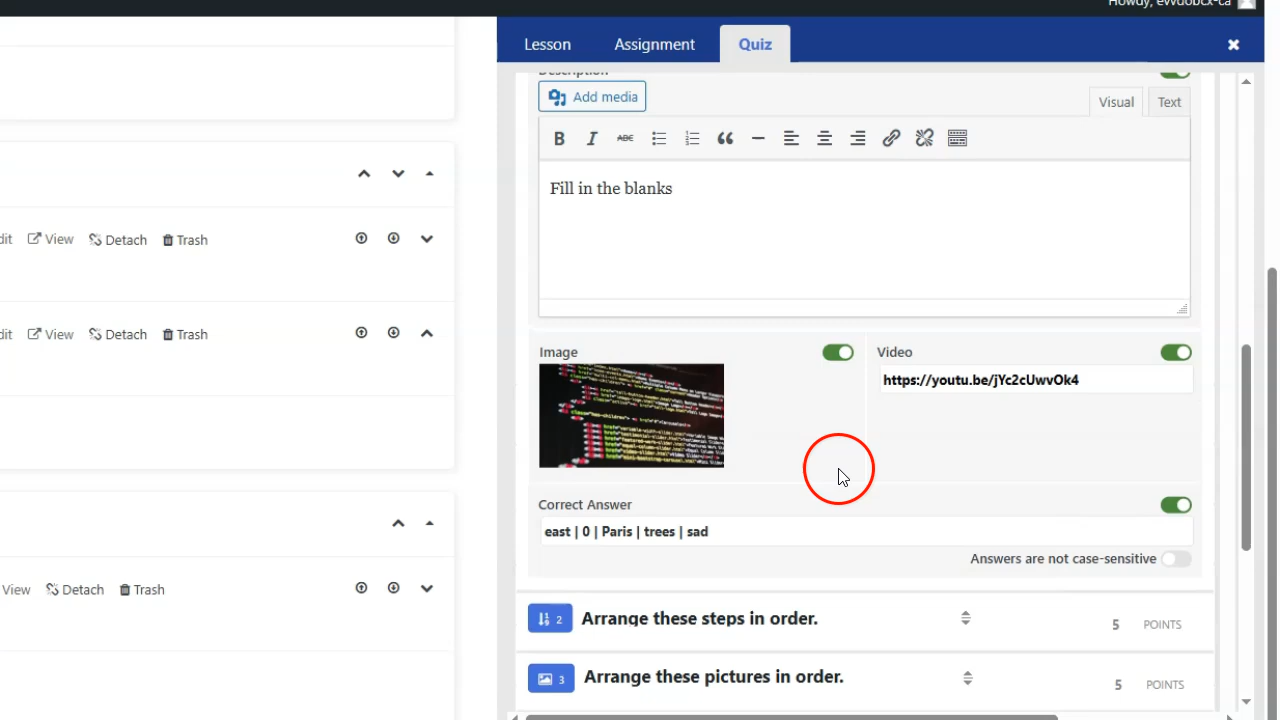 Howdy, evvdobcx-ca
Lesson Assignment Quiz
Description
Add media
Visual Text
B I ABC
Fill in the blanks
View Detach Trash
View Detach Trash
Image
Video
https://youtu.be/jYc2cUwvOk4
Correct Answer
east | 0 | Paris | trees | sad
Answers are not case-sensitive
View Detach Trash
2 Arrange these steps in order. 5 POINTS
3 Arrange these pictures in order. 5 POINTS